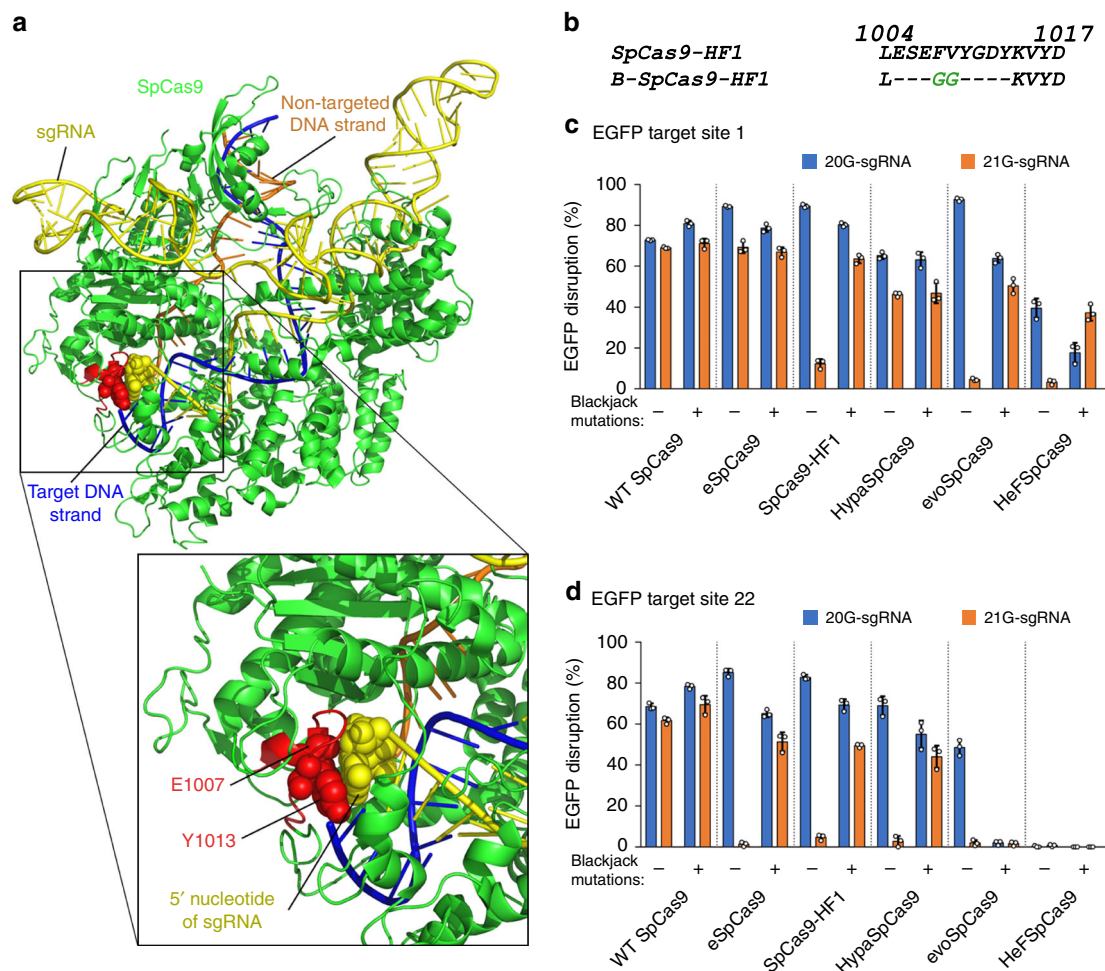 a
SpCas9
sgRNA
Non-targeted
DNA strand
Target DNA
strand
E1007
Y1013
5′ nucleotide
of sgRNA
b
1004 1017
SpCas9-HF1 LESEFVYGDYKVYD
B-SpCas9-HF1 L---GG-----KVYD
c EGFP target site 1
20G-sgRNA 21G-sgRNA
EGFP disruption (%)
100
80
60
40
20
0
Blackjack
mutations:
– + – + – + – + – + – +
WT SpCas9
eSpCas9
SpCas9-HF1
HypaSpCas9
evoSpCas9
HeFSpCas9
d EGFP target site 22
20G-sgRNA 21G-sgRNA
EGFP disruption (%)
100
80
60
40
20
0
Blackjack
mutations:
– + – + – + – + – + – +
WT SpCas9
eSpCas9
SpCas9-HF1
HypaSpCas9
evoSpCas9
HeFSpCas9